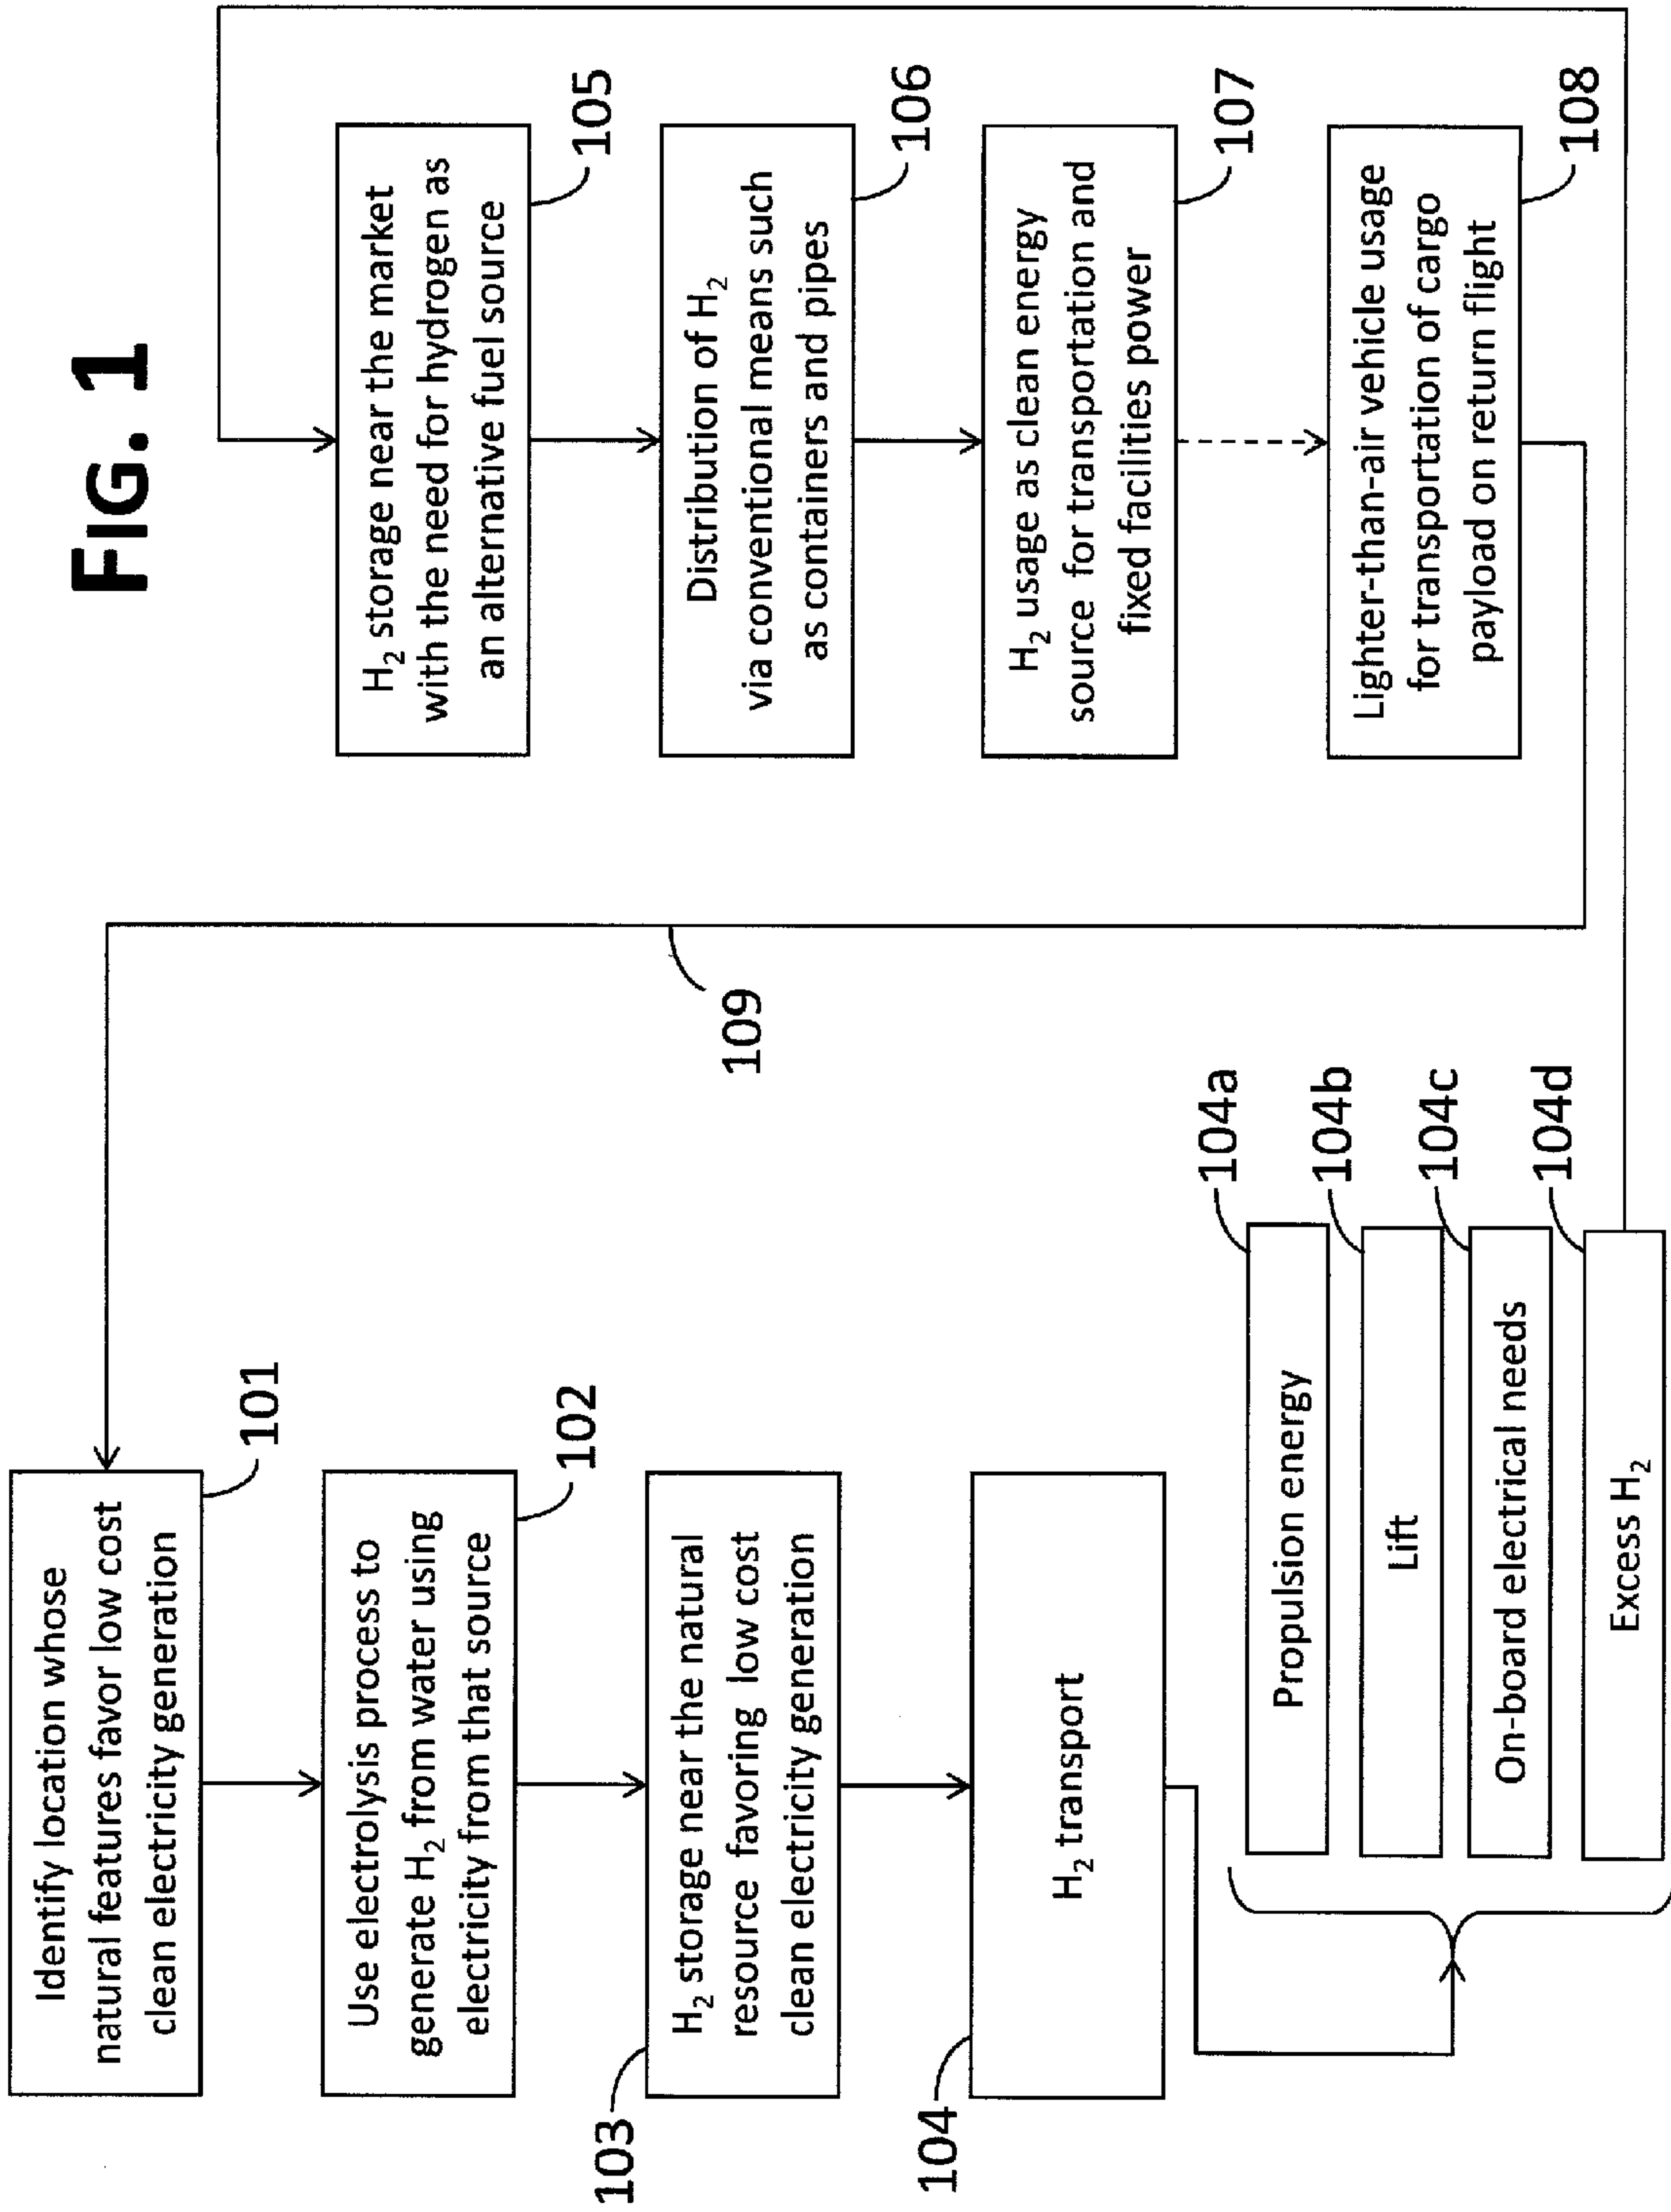 FIG. 1
Identify location whose
natural features favor low cost
clean electricity generation
101
Use electrolysis process to
generate H₂ from water using
electricity from that source
102
H₂ storage near the natural
resource favoring low cost
clean electricity generation
103
H₂ transport
104
Propulsion energy
104a
Lift
104b
On-board electrical needs
104c
Excess H₂
104d
H₂ storage near the market
with the need for hydrogen as
an alternative fuel source
105
Distribution of H₂
via conventional means such
as containers and pipes
106
H₂ usage as clean energy
source for transportation and
fixed facilities power
107
Lighter-than-air vehicle usage
for transportation of cargo
payload on return flight
108
109